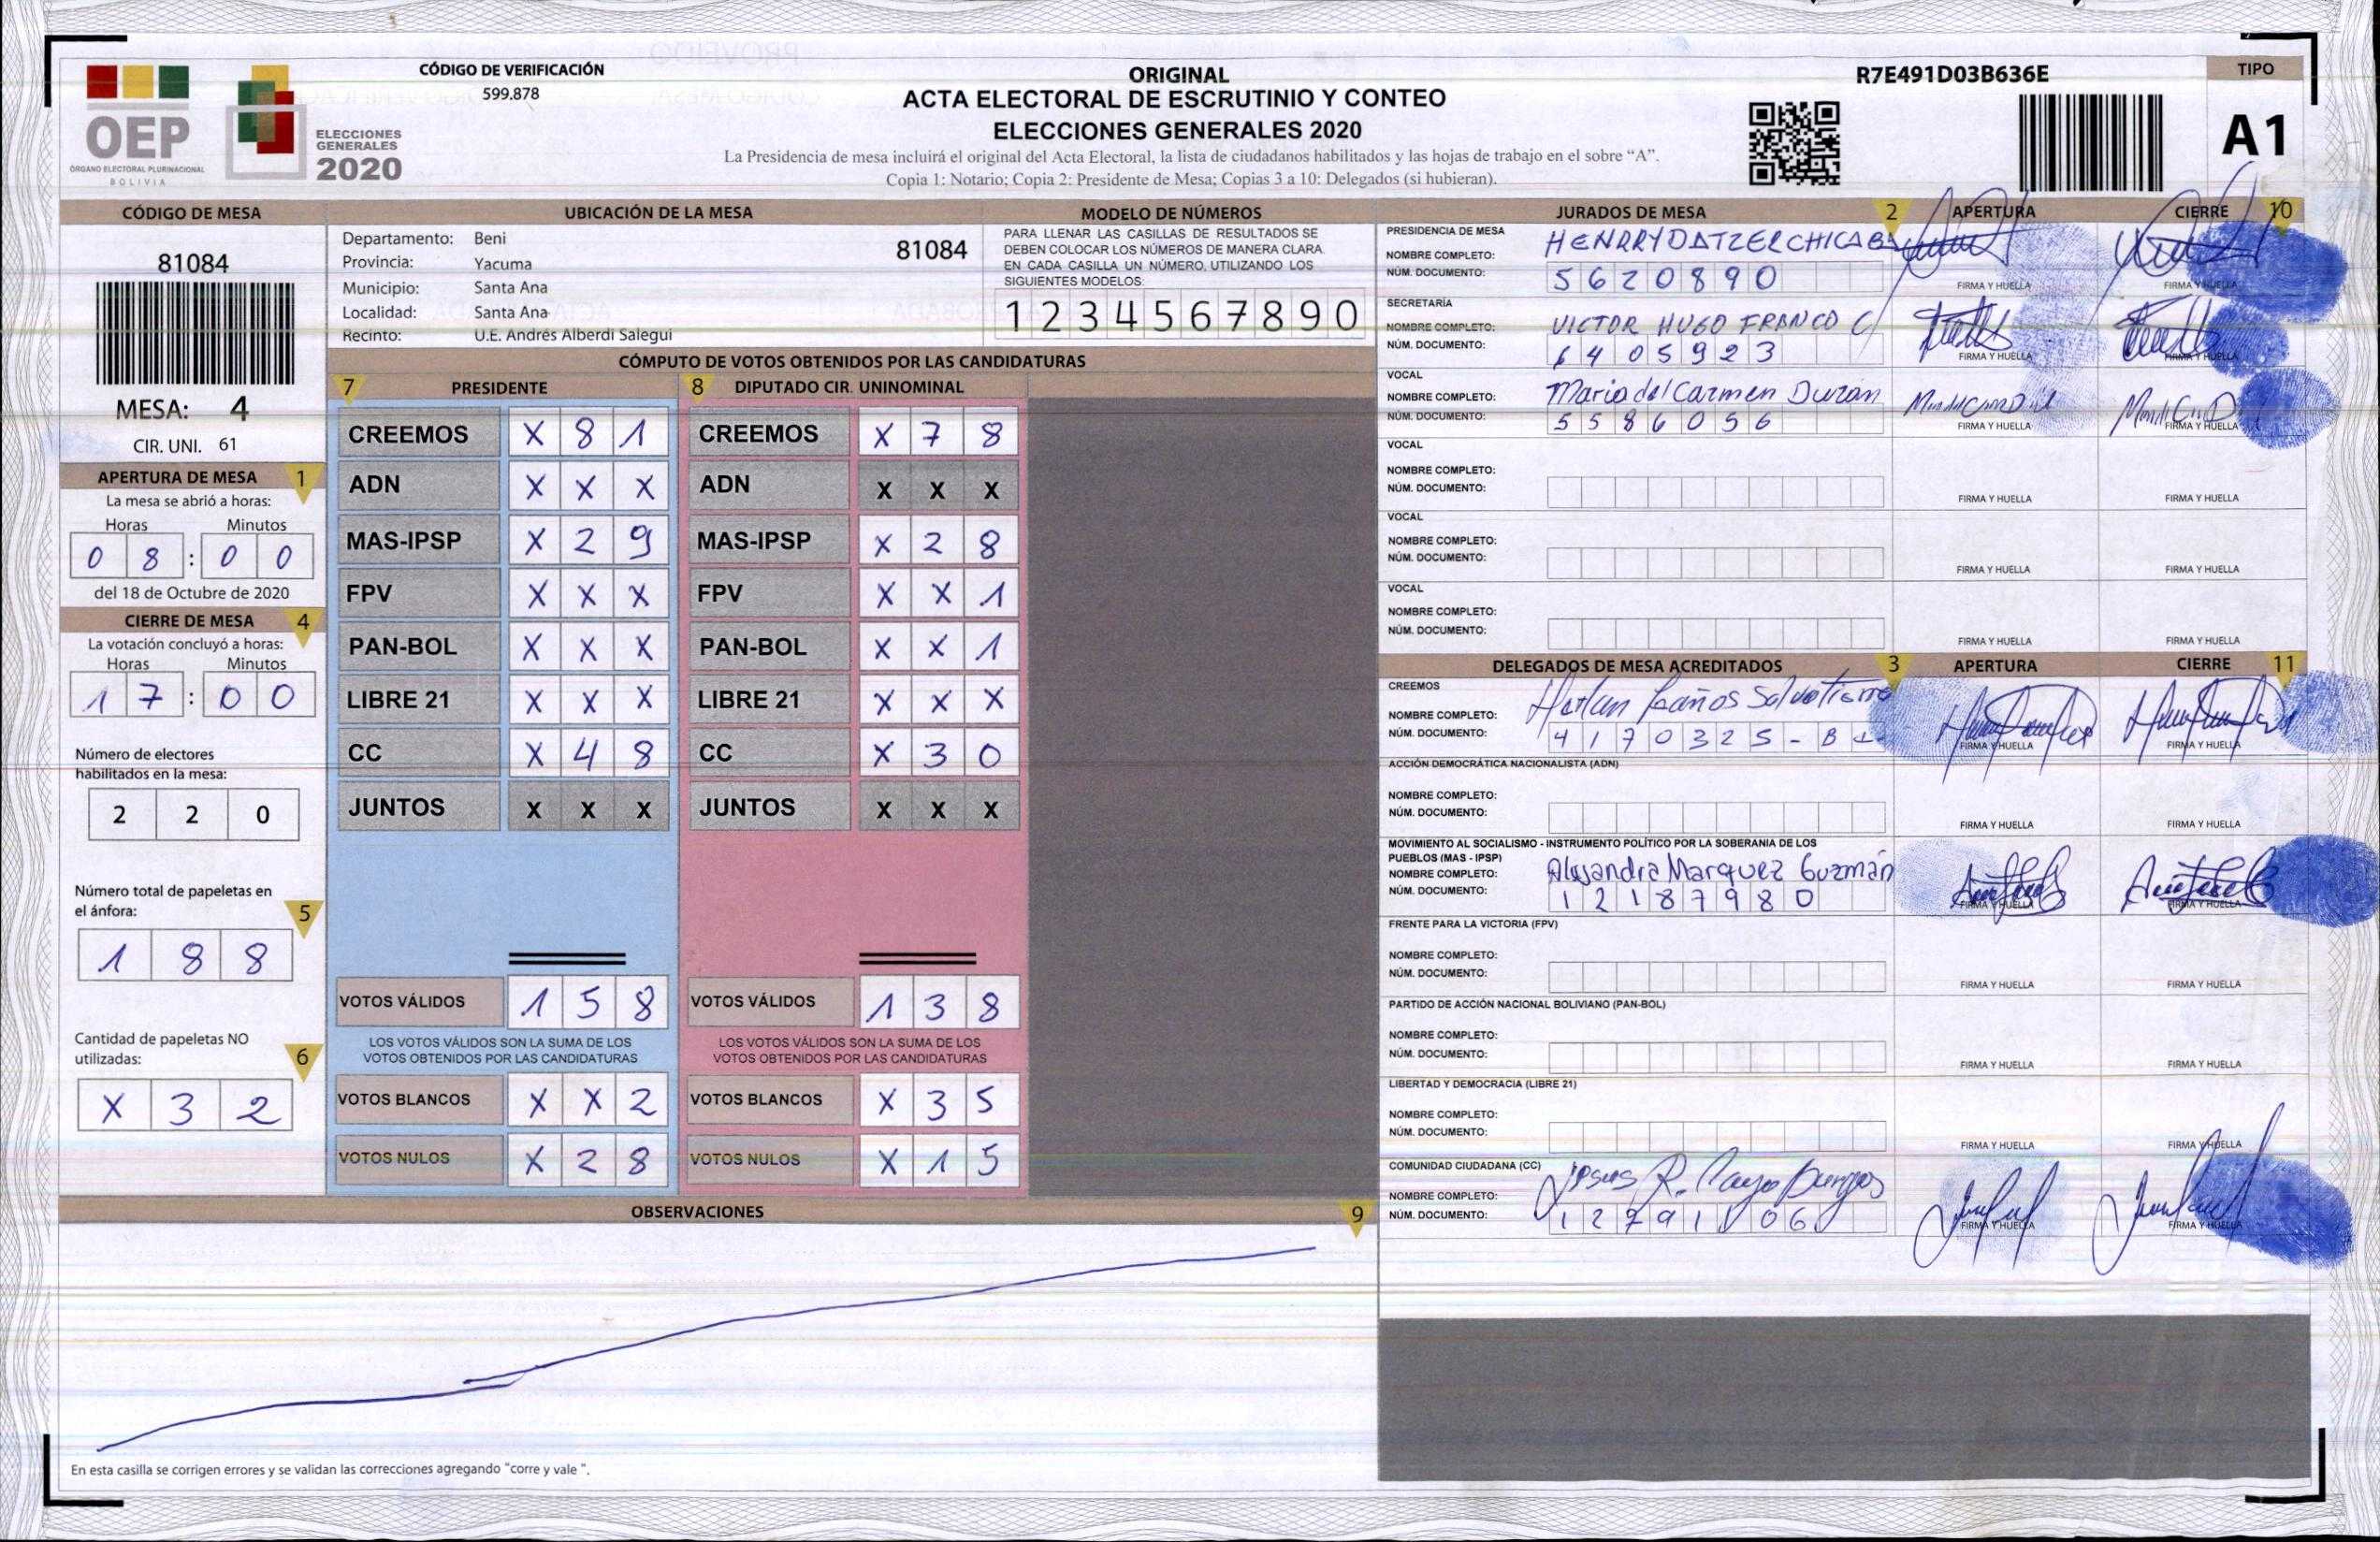 OEP
ÓRGANO ELECTORAL PLURINACIONAL
BOLIVIA
ELECCIONES
GENERALES
2020
CÓDIGO DE VERIFICACIÓN
599.878
ORIGINAL
ACTA ELECTORAL DE ESCRUTINIO Y CONTEO
ELECCIONES GENERALES 2020
La Presidencia de mesa incluirá el original del Acta Electoral, la lista de ciudadanos habilitados y las hojas de trabajo en el sobre “A”.
Copia 1: Notario; Copia 2: Presidente de Mesa; Copias 3 a 10: Delegados (si hubieran).
R7E491D03B636E
TIPO
A1
CÓDIGO DE MESA
81084
MESA: 4
CIR. UNI. 61
APERTURA DE MESA 1
La mesa se abrió a horas:
Horas Minutos
0 8 : 0 0
del 18 de Octubre de 2020
CIERRE DE MESA 4
La votación concluyó a horas:
Horas Minutos
1 7 : 0 0
Número de electores
habilitados en la mesa:
2 2 0
Número total de papeletas en
el ánfora: 5
1 8 8
Cantidad de papeletas NO
utilizadas: 6
X 3 2
UBICACIÓN DE LA MESA
Departamento: Beni
Provincia: Yacuma
Municipio: Santa Ana
Localidad: Santa Ana
Recinto: U.E. Andrés Alberdi Salegui
81084
MODELO DE NÚMEROS
PARA LLENAR LAS CASILLAS DE RESULTADOS SE
DEBEN COLOCAR LOS NÚMEROS DE MANERA CLARA
EN CADA CASILLA UN NÚMERO, UTILIZANDO LOS
SIGUIENTES MODELOS:
1 2 3 4 5 6 7 8 9 0
CÓMPUTO DE VOTOS OBTENIDOS POR LAS CANDIDATURAS
7 PRESIDENTE 8 DIPUTADO CIR. UNINOMINAL
CREEMOS X 8 1 CREEMOS X 7 8
ADN X X X ADN X X X
MAS-IPSP X 2 9 MAS-IPSP X 2 8
FPV X X X FPV X X 1
PAN-BOL X X X PAN-BOL X X 1
LIBRE 21 X X X LIBRE 21 X X X
CC X 4 8 CC X 3 0
JUNTOS X X X JUNTOS X X X
VOTOS VÁLIDOS 1 5 8 VOTOS VÁLIDOS 1 3 8
LOS VOTOS VÁLIDOS SON LA SUMA DE LOS LOS VOTOS VÁLIDOS SON LA SUMA DE LOS
VOTOS OBTENIDOS POR LAS CANDIDATURAS VOTOS OBTENIDOS POR LAS CANDIDATURAS
VOTOS BLANCOS X X 2 VOTOS BLANCOS X 3 5
VOTOS NULOS X 2 8 VOTOS NULOS X 1 5
OBSERVACIONES 9
En esta casilla se corrigen errores y se validan las correcciones agregando "corre y vale ".
JURADOS DE MESA 2 APERTURA CIERRE 10
PRESIDENCIA DE MESA
NOMBRE COMPLETO: HENRRY DATZER CHICABA
NÚM. DOCUMENTO: 5 6 2 0 8 9 0
FIRMA Y HUELLA FIRMA Y HUELLA
SECRETARÍA
NOMBRE COMPLETO: VICTOR HUGO FRANCO C
NÚM. DOCUMENTO: 6 4 0 5 9 2 3
FIRMA Y HUELLA FIRMA Y HUELLA
VOCAL
NOMBRE COMPLETO: Maria del Carmen Durán
NÚM. DOCUMENTO: 5 5 8 6 0 5 6
FIRMA Y HUELLA FIRMA Y HUELLA
VOCAL
NOMBRE COMPLETO:
NÚM. DOCUMENTO:
FIRMA Y HUELLA FIRMA Y HUELLA
VOCAL
NOMBRE COMPLETO:
NÚM. DOCUMENTO:
FIRMA Y HUELLA FIRMA Y HUELLA
VOCAL
NOMBRE COMPLETO:
NÚM. DOCUMENTO:
FIRMA Y HUELLA FIRMA Y HUELLA
DELEGADOS DE MESA ACREDITADOS 3 APERTURA CIERRE 11
CREEMOS
NOMBRE COMPLETO:
NÚM. DOCUMENTO: 4 1 7 0 3 2 5 - B
FIRMA Y HUELLA FIRMA Y HUELLA
ACCIÓN DEMOCRÁTICA NACIONALISTA (ADN)
NOMBRE COMPLETO:
NÚM. DOCUMENTO:
FIRMA Y HUELLA FIRMA Y HUELLA
MOVIMIENTO AL SOCIALISMO - INSTRUMENTO POLÍTICO POR LA SOBERANIA DE LOS
PUEBLOS (MAS - IPSP)
NOMBRE COMPLETO: Alejandra Marquez Guzmán
NÚM. DOCUMENTO: 1 2 1 8 7 9 8 0
FIRMA Y HUELLA FIRMA Y HUELLA
FRENTE PARA LA VICTORIA (FPV)
NOMBRE COMPLETO:
NÚM. DOCUMENTO:
FIRMA Y HUELLA FIRMA Y HUELLA
PARTIDO DE ACCIÓN NACIONAL BOLIVIANO (PAN-BOL)
NOMBRE COMPLETO:
NÚM. DOCUMENTO:
FIRMA Y HUELLA FIRMA Y HUELLA
LIBERTAD Y DEMOCRACIA (LIBRE 21)
NOMBRE COMPLETO:
NÚM. DOCUMENTO:
FIRMA Y HUELLA FIRMA Y HUELLA
COMUNIDAD CIUDADANA (CC)
NOMBRE COMPLETO: Jesus R.
NÚM. DOCUMENTO:
FIRMA Y HUELLA FIRMA Y HUELLA